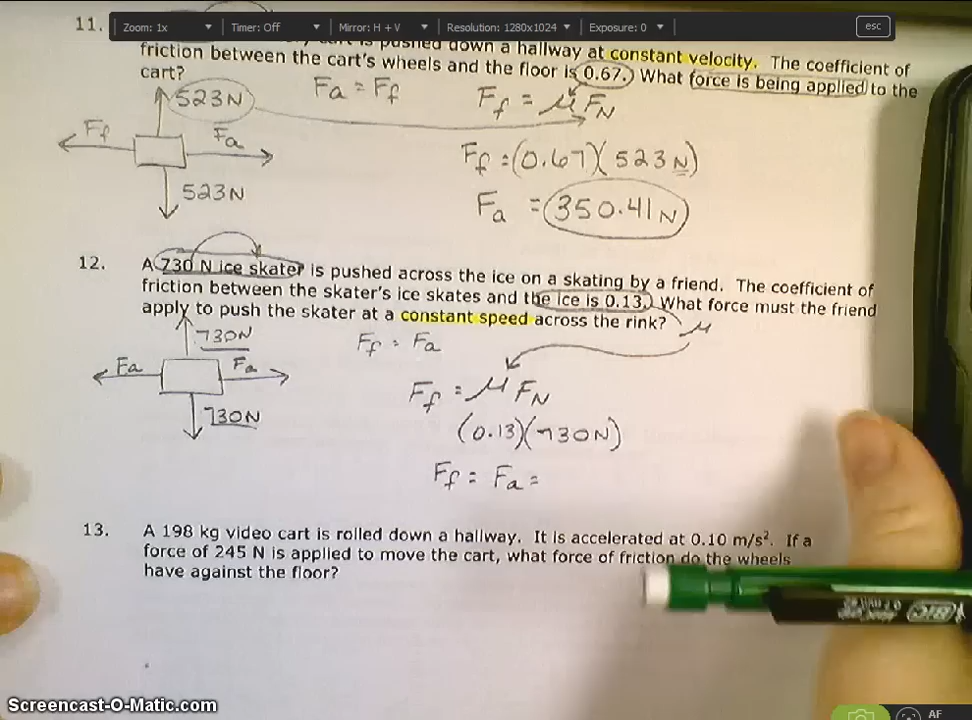 11.
Zoom: 1x Timer: Off Mirror: H + V Resolution: 1280x1024 Exposure: 0 esc
is pushed down a hallway at constant velocity. The coefficient of
friction between the cart's wheels and the floor is 0.67. What force is being applied to the
cart?
523N
Fa = Ff
Ff = μ FN
Ff
Fa
Ff = (0.67)(523N)
523N
Fa = 350.41N
12. A 730 N ice skater is pushed across the ice on a skating by a friend. The coefficient of
friction between the skater's ice skates and the ice is 0.13. What force must the friend
apply to push the skater at a constant speed across the rink?
μ
730N
Ff = Fa
Fa
Fa
Ff = μ FN
730N
(0.13)(730N)
Ff = Fa =
13. A 198 kg video cart is rolled down a hallway. It is accelerated at 0.10 m/s². If a
force of 245 N is applied to move the cart, what force of friction do the wheels
have against the floor?
Screencast-O-Matic.com
AF